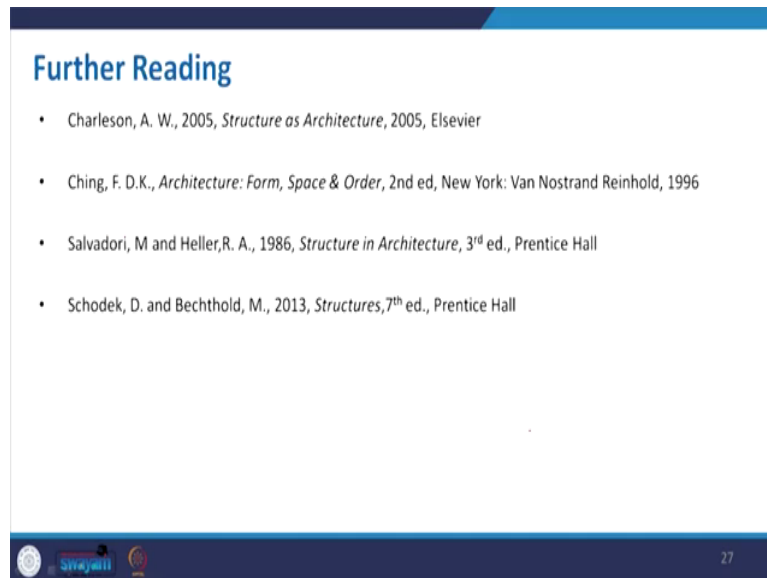 Further Reading
• Charleson, A. W., 2005, Structure as Architecture, 2005, Elsevier
• Ching, F. D.K., Architecture: Form, Space & Order, 2nd ed, New York: Van Nostrand Reinhold, 1996
• Salvadori, M and Heller,R. A., 1986, Structure in Architecture, 3rd ed., Prentice Hall
• Schodek, D. and Bechthold, M., 2013, Structures,7th ed., Prentice Hall
swayam
27